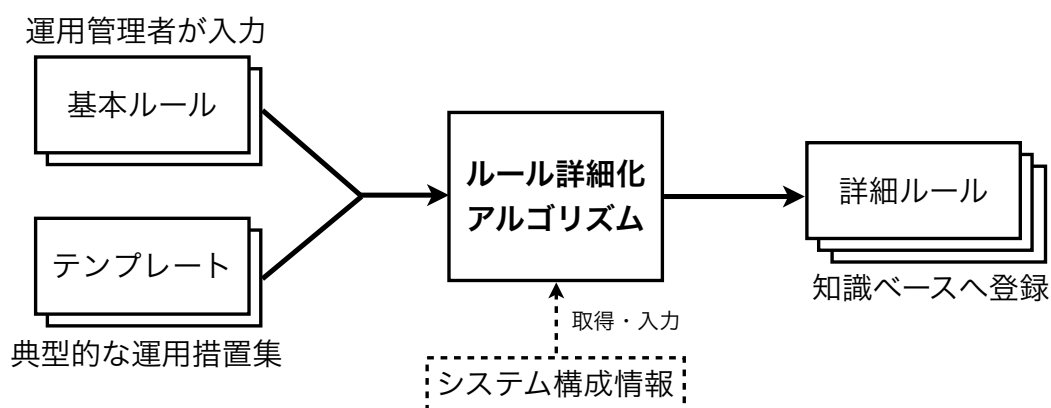 運用管理者が入力
基本ルール
テンプレート
典型的な運用措置集
ルール詳細化
アルゴリズム
取得・入力
システム構成情報
詳細ルール
知識ベースへ登録